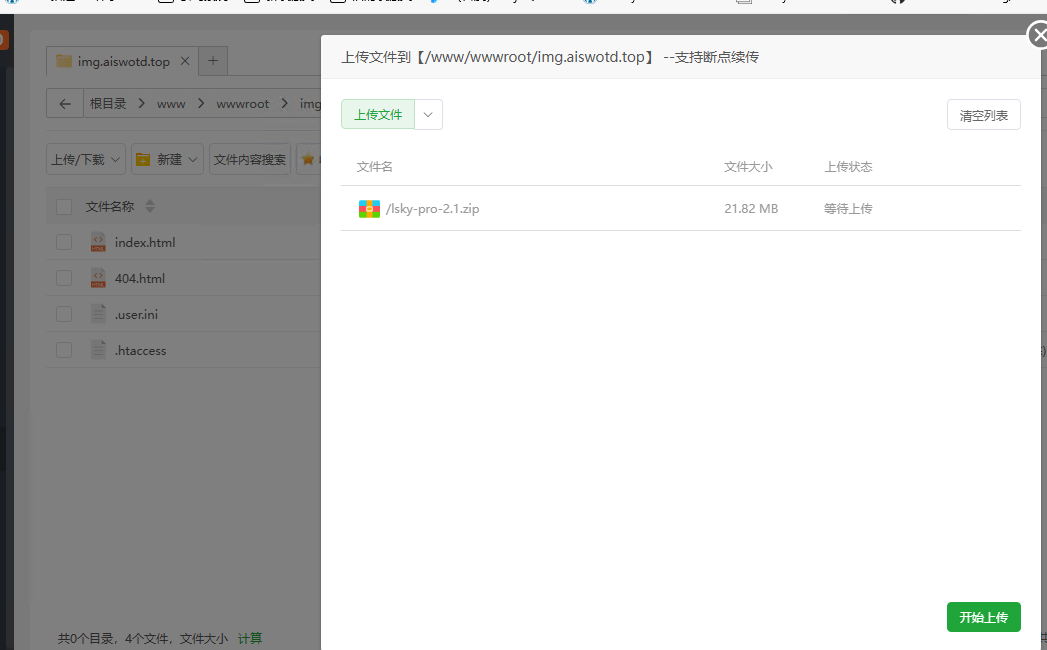 img.aiswotd.top
根目录 www wwwroot img
上传/下载 新建 文件内容搜索
文件名称
index.html
404.html
.user.ini
.htaccess
共0个目录，4个文件，文件大小 计算
上传文件到【/www/wwwroot/img.aiswotd.top】 --支持断点续传
上传文件
清空列表
文件名 文件大小 上传状态
/lsky-pro-2.1.zip 21.82 MB 等待上传
开始上传